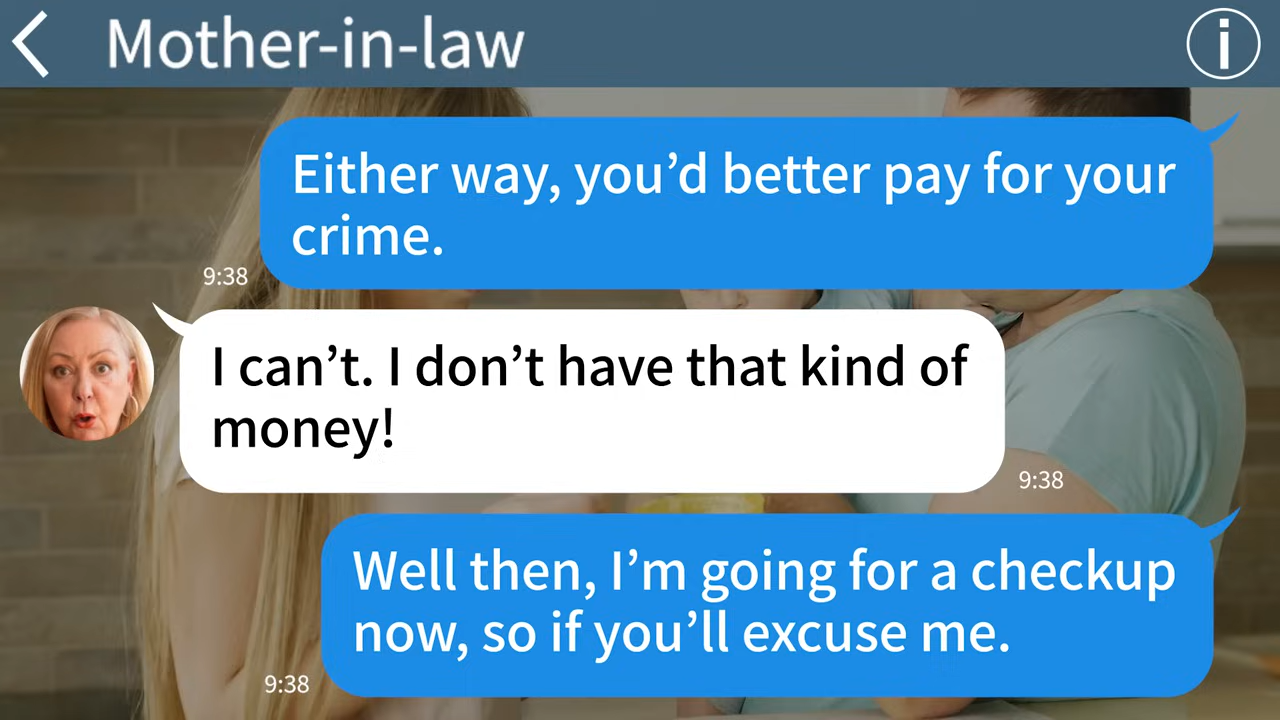 Mother-in-law
Either way, you’d better pay for your
crime.
9:38
I can’t. I don’t have that kind of
money!
9:38
Well then, I’m going for a checkup
now, so if you’ll excuse me.
9:38